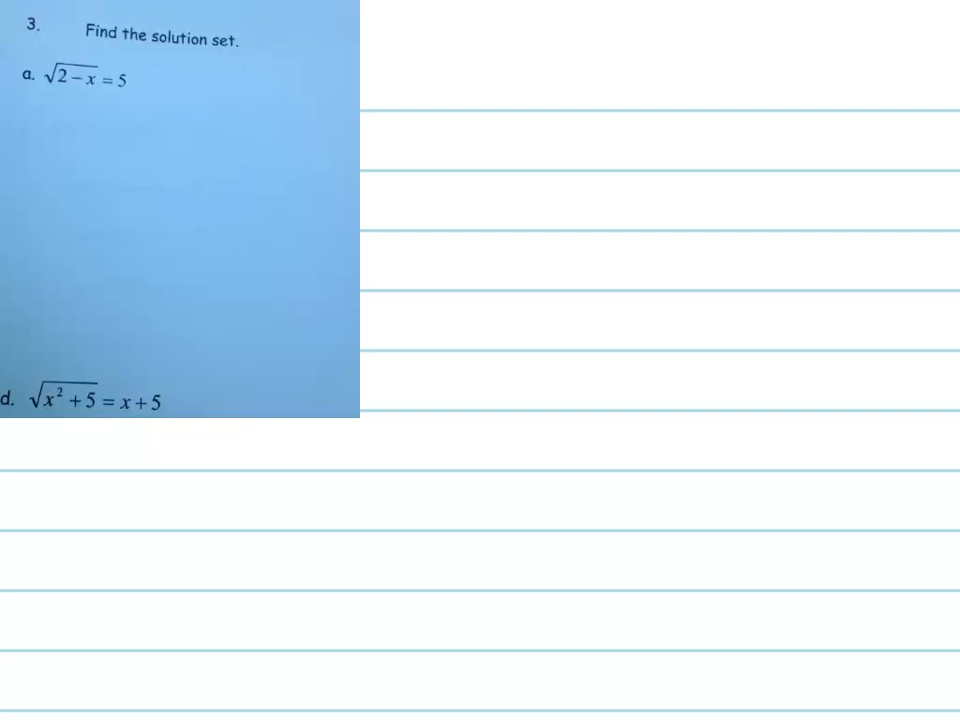 3. Find the solution set.
a. √(2 − x) = 5
d. √(x² + 5) = x + 5